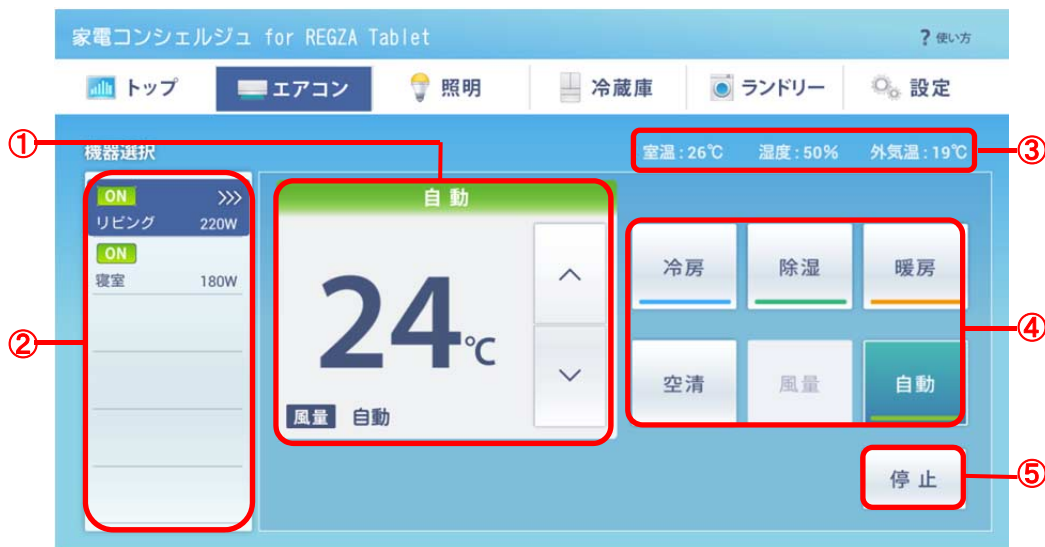 家電コンシェルジュ for REGZA Tablet
? 使い方
トップ エアコン 照明 冷蔵庫 ランドリー 設定
① ③
機器選択 室温:26℃ 湿度:50% 外気温:19℃
ON >>>
リビング 220W
ON
寝室 180W
自動
24℃
風量 自動
冷房 除湿 暖房
② ④
空清 風量 自動
停止 ⑤